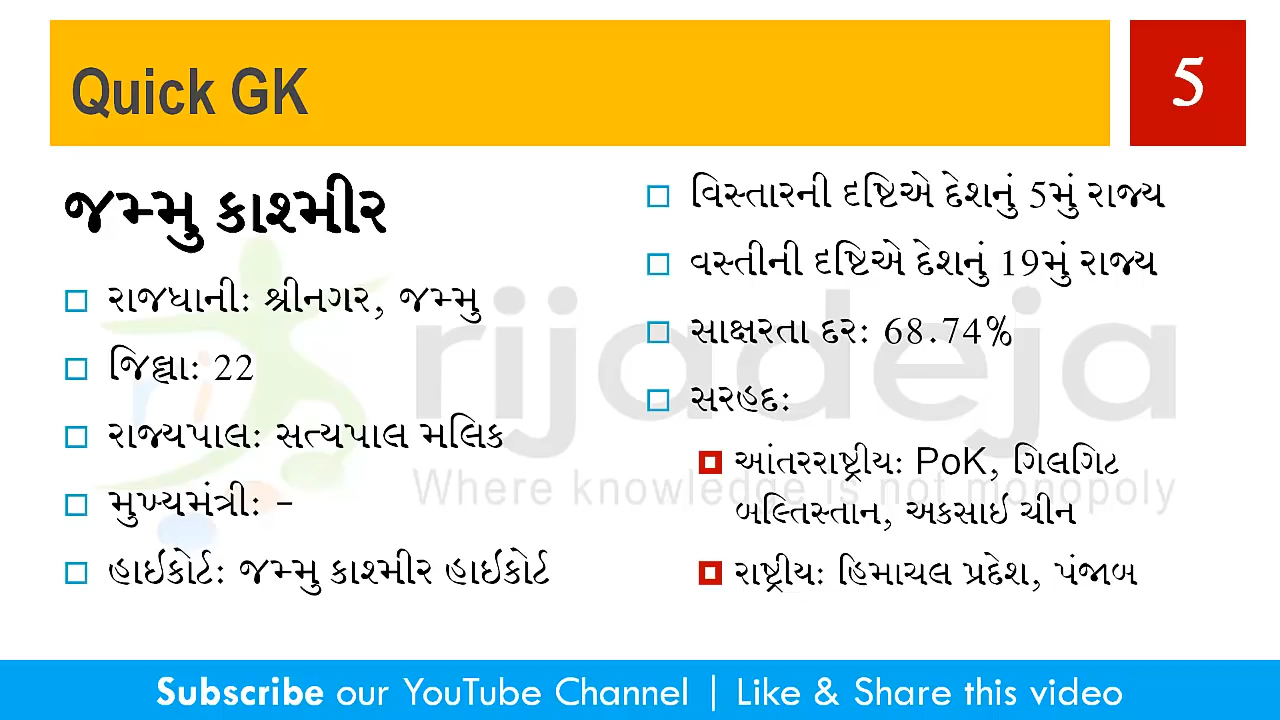 Quick GK
5
જમ્મુ કાશ્મીર
રાજધાની: શ્રીનગર, જમ્મુ
જિલ્લા: 22
રાજ્યપાલ: સત્યપાલ મલિક
મુખ્યમંત્રી: –
હાઈકોર્ટ: જમ્મુ કાશ્મીર હાઈકોર્ટ
વિસ્તારની દૃષ્ટિએ દેશનું 5મું રાજ્ય
વસ્તીની દૃષ્ટિએ દેશનું 19મું રાજ્ય
સાક્ષરતા દર: 68.74%
સરહદ:
આંતરરાષ્ટ્રીય: PoK, ગિલગિટ
બલ્તિસ્તાન, અકસાઈ ચીન
રાષ્ટ્રીય: હિમાચલ પ્રદેશ, પંજાબ
rijadeja
Where knowledge is not monopoly
Subscribe our YouTube Channel | Like & Share this video